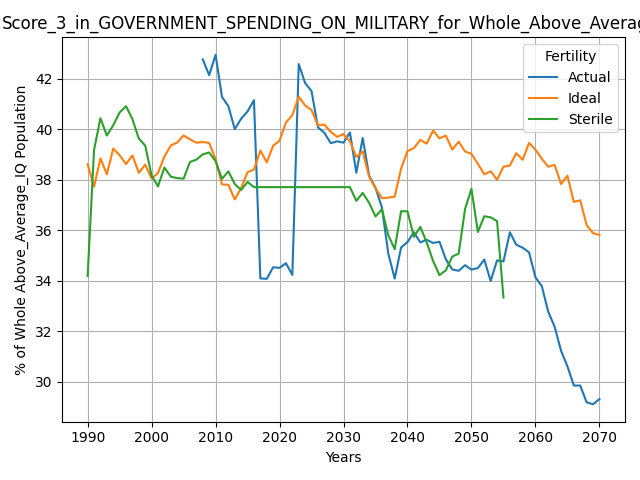 Score_3_in_GOVERNMENT_SPENDING_ON_MILITARY_for_Whole_Above_Averag
Fertility
Actual
Ideal
Sterile
% of Whole Above_Average_IQ Population
42
40
38
36
34
32
30
1990 2000 2010 2020 2030 2040 2050 2060 2070
Years